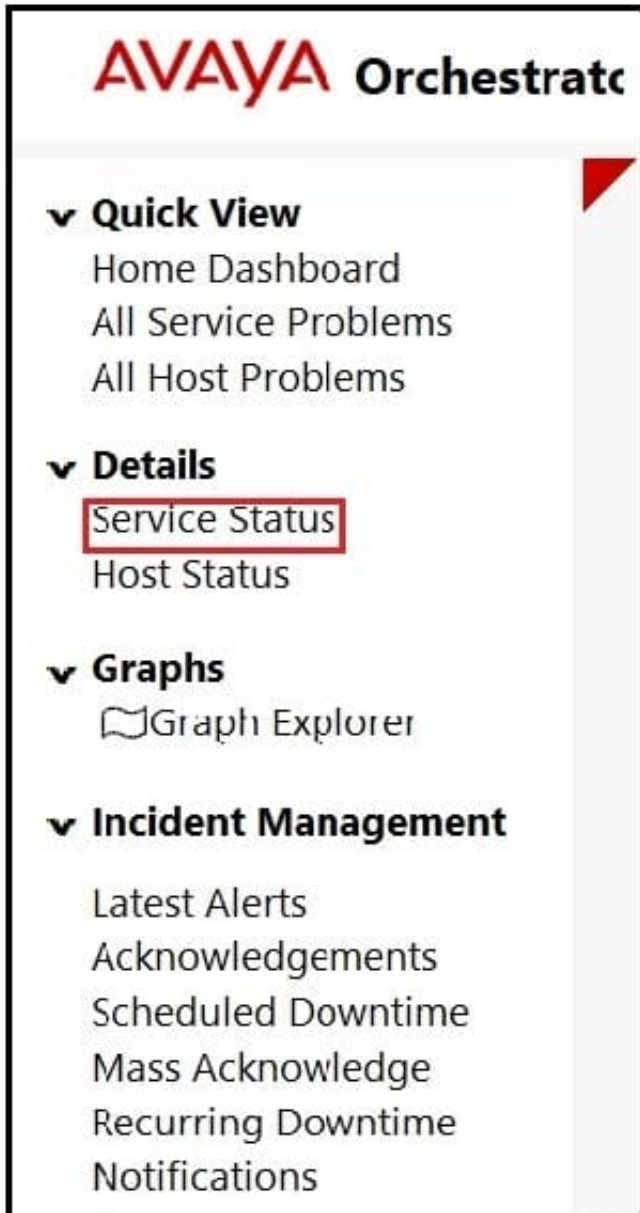 AVAYA Orchestratc
Quick View
Home Dashboard
All Service Problems
All Host Problems
Details
Service Status
Host Status
Graphs
Graph Explorer
Incident Management
Latest Alerts
Acknowledgements
Scheduled Downtime
Mass Acknowledge
Recurring Downtime
Notifications